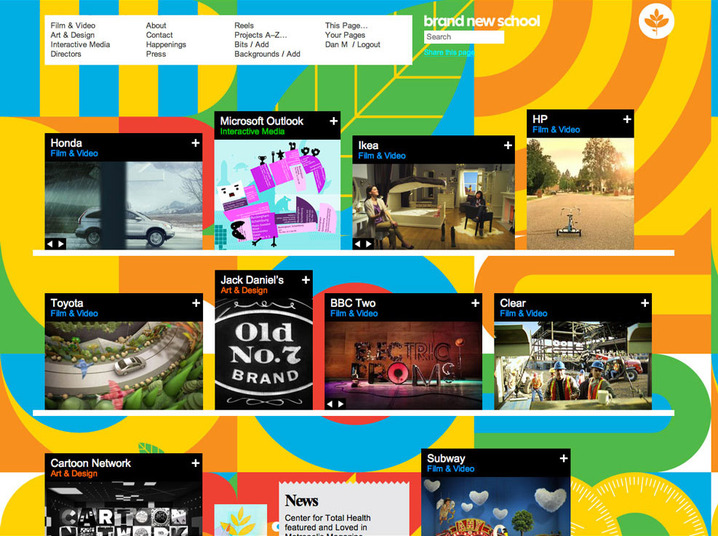 Film & Video
Art & Design
Interactive Media
Directors
About
Contact
Happenings
Press
Reels
Projects A–Z...
Bits / Add
Backgrounds / Add
This Page...
Your Pages
Dan M / Logout
brand new school
Search
Share this page
Honda
Film & Video
Microsoft Outlook
Interactive Media
Ikea
Film & Video
HP
Film & Video
Toyota
Film & Video
Jack Daniel's
Art & Design
Old
No.7
BRAND
BBC Two
Film & Video
ELECTRIC
PROMS
Clear
Film & Video
Cartoon Network
Art & Design
CARTOON
NETWORK
News
Center for Total Health
featured and Loved in
Metropolis Magazine
Subway
Film & Video